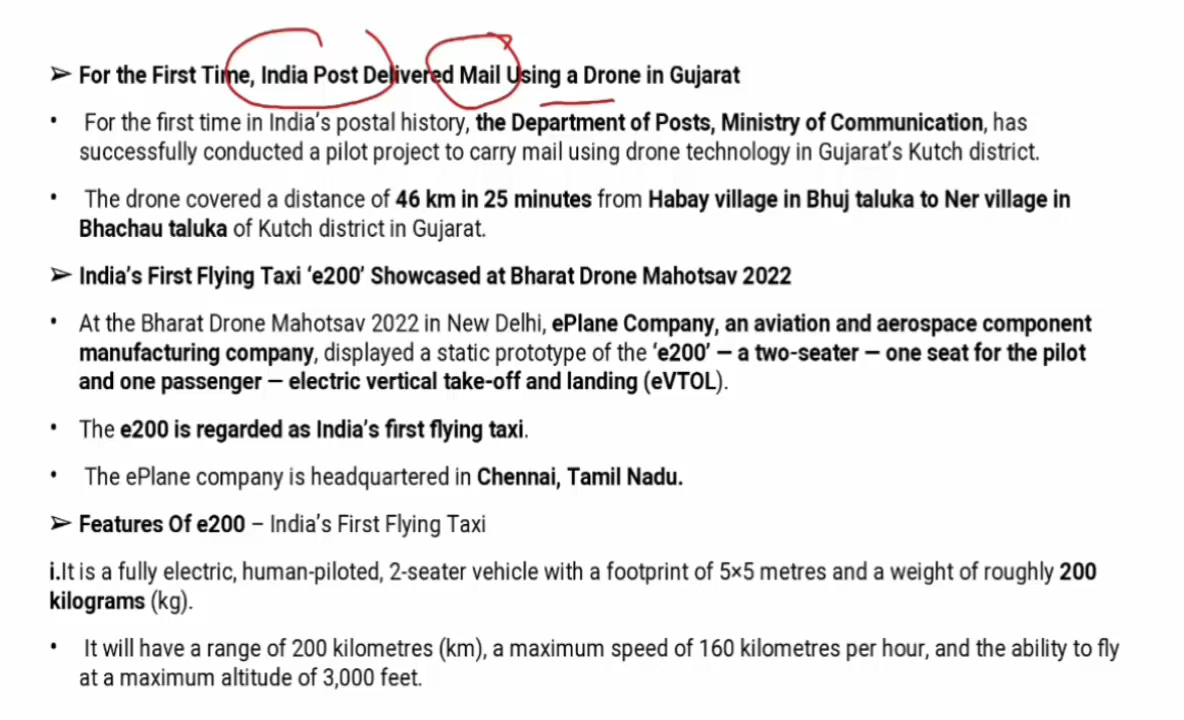 ➢ For the First Time, India Post Delivered Mail Using a Drone in Gujarat
• For the first time in India's postal history, the Department of Posts, Ministry of Communication, has
successfully conducted a pilot project to carry mail using drone technology in Gujarat's Kutch district.
• The drone covered a distance of 46 km in 25 minutes from Habay village in Bhuj taluka to Ner village in
Bhachau taluka of Kutch district in Gujarat.
➢ India's First Flying Taxi ‘e200’ Showcased at Bharat Drone Mahotsav 2022
• At the Bharat Drone Mahotsav 2022 in New Delhi, ePlane Company, an aviation and aerospace component
manufacturing company, displayed a static prototype of the ‘e200’ – a two-seater – one seat for the pilot
and one passenger – electric vertical take-off and landing (eVTOL).
• The e200 is regarded as India's first flying taxi.
• The ePlane company is headquartered in Chennai, Tamil Nadu.
➢ Features Of e200 – India's First Flying Taxi
i.It is a fully electric, human-piloted, 2-seater vehicle with a footprint of 5×5 metres and a weight of roughly 200
kilograms (kg).
• It will have a range of 200 kilometres (km), a maximum speed of 160 kilometres per hour, and the ability to fly
at a maximum altitude of 3,000 feet.